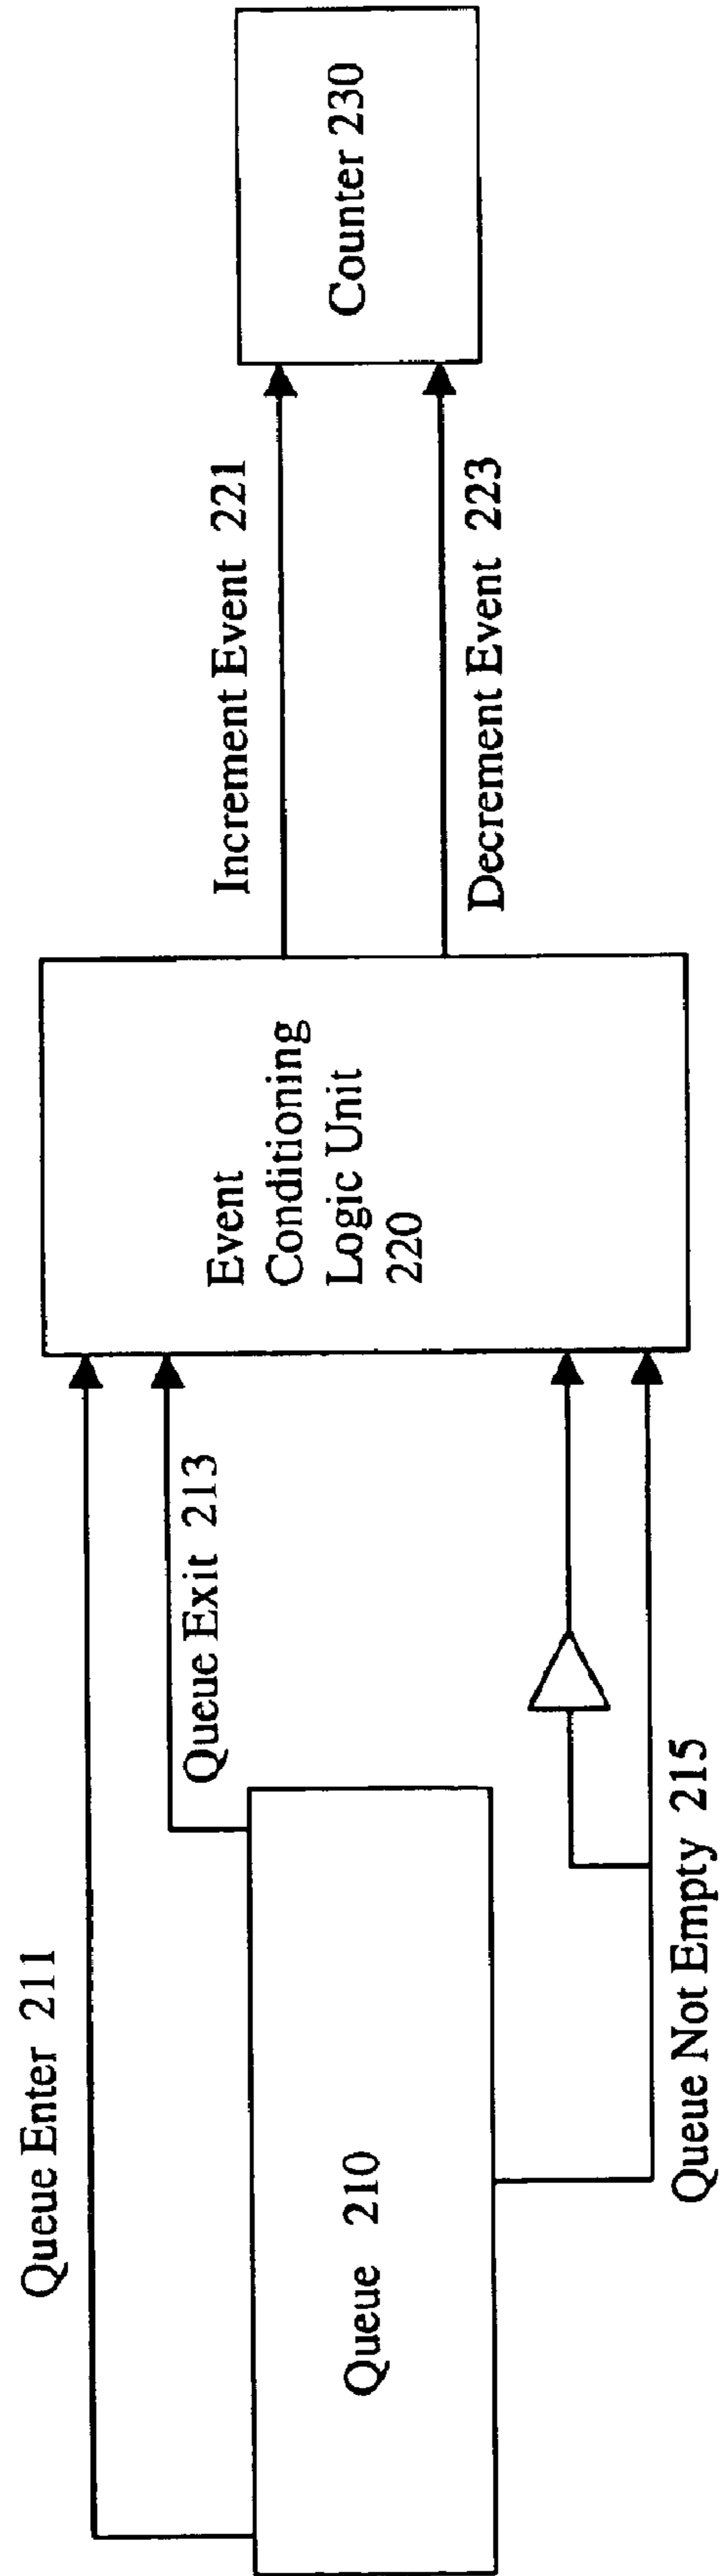 Queue Enter 211
Queue 210
Queue Exit 213
Queue Not Empty 215
Event
Conditioning
Logic Unit
220
Increment Event 221
Decrement Event 223
Counter 230